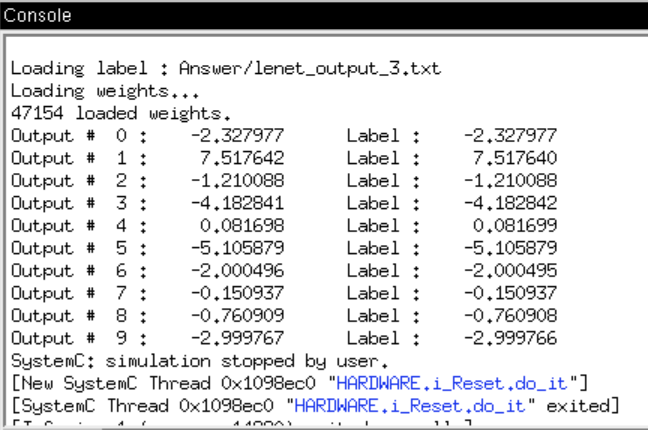 Console
Loading label : Answer/lenet_output_3.txt
Loading weights...
47154 loaded weights.
Output # 0 : -2.327977 Label : -2.327977
Output # 1 : 7.517642 Label : 7.517640
Output # 2 : -1.210088 Label : -1.210088
Output # 3 : -4.182841 Label : -4.182842
Output # 4 : 0.081698 Label : 0.081699
Output # 5 : -5.105879 Label : -5.105879
Output # 6 : -2.000496 Label : -2.000495
Output # 7 : -0.150937 Label : -0.150937
Output # 8 : -0.760909 Label : -0.760908
Output # 9 : -2.999767 Label : -2.999766
SystemC: simulation stopped by user.
[New SystemC Thread 0x1098ec0 "HARDWARE.i_Reset.do_it"]
[SystemC Thread 0x1098ec0 "HARDWARE.i_Reset.do_it" exited]